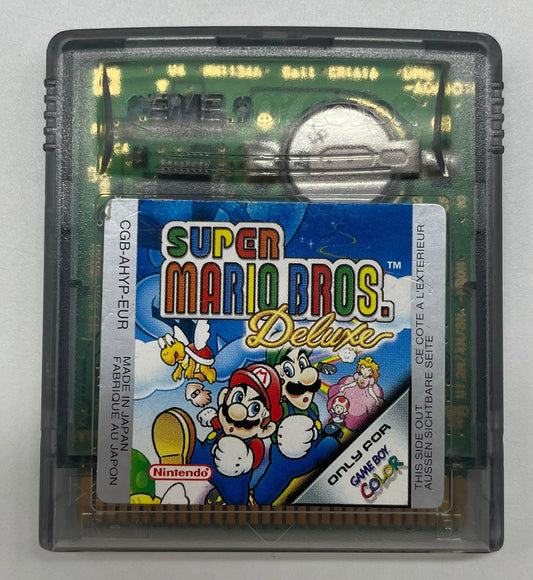 SUPER
MARIO BROS.
TM
Deluxe
Nintendo
ONLY FOR
GAME BOY
COLOR
CGB-AHYP-EUR
MADE IN JAPAN
FABRIQUE AU JAPON
THIS SIDE OUT CE COTE A L'EXTERIEUR
AUSSEN SICHTBARE SEITE